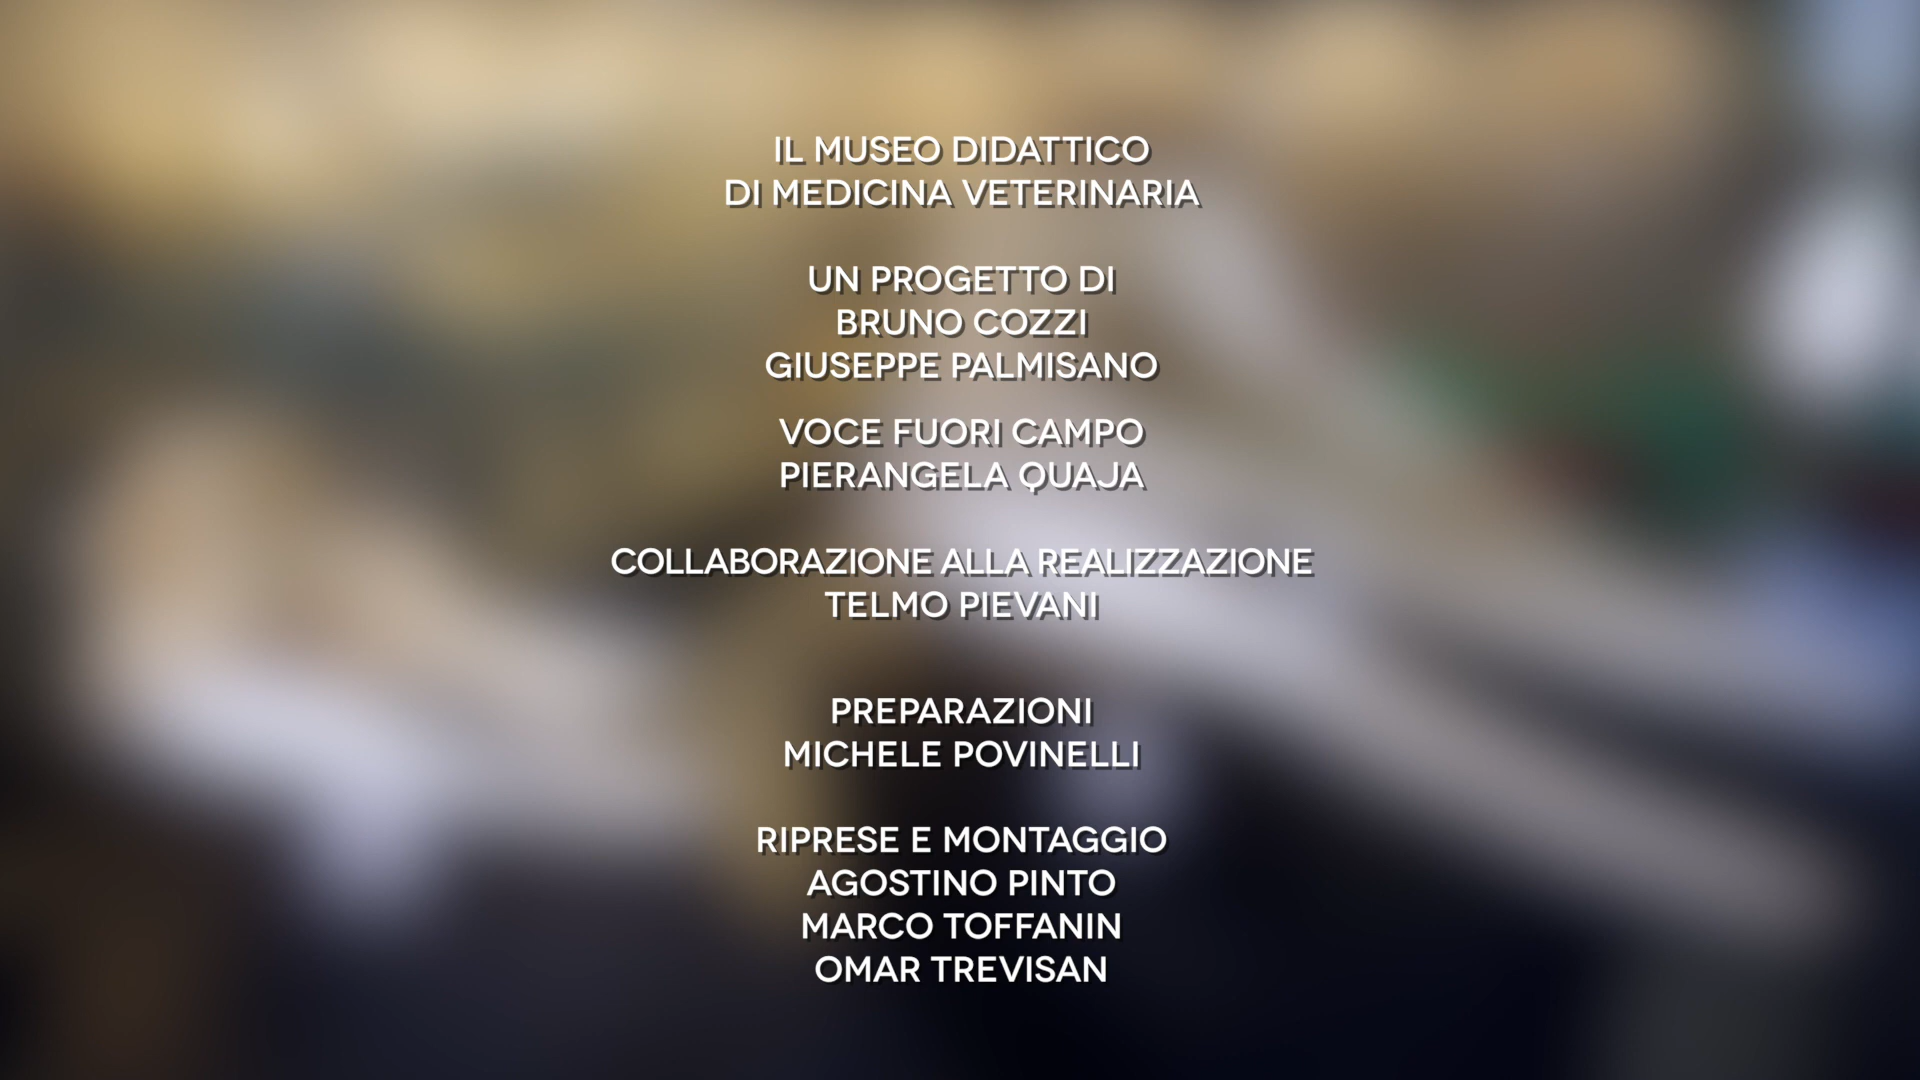 IL MUSEO DIDATTICO
DI MEDICINA VETERINARIA
UN PROGETTO DI
BRUNO COZZI
GIUSEPPE PALMISANO
VOCE FUORI CAMPO
PIERANGELA QUAJA
COLLABORAZIONE ALLA REALIZZAZIONE
TELMO PIEVANI
PREPARAZIONI
MICHELE POVINELLI
RIPRESE E MONTAGGIO
AGOSTINO PINTO
MARCO TOFFANIN
OMAR TREVISAN